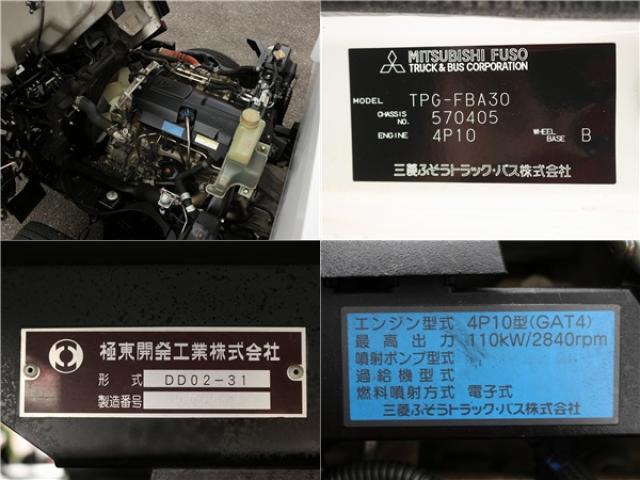 MITSUBISHI FUSO
TRUCK & BUS CORPORATION
MODEL TPG-FBA30
CHASSIS NO. 570405
ENGINE 4P10 WHEEL BASE B
三菱ふそうトラック・バス株式会社
極東開発工業株式会社
形式 DD02-31
製造番号
エンジン型式 4P10型(GAT4)
最高出力 110kW/2840rpm
噴射ポンプ型式
過給機型式
燃料噴射方式 電子式
三菱ふそうトラック・バス株式会社